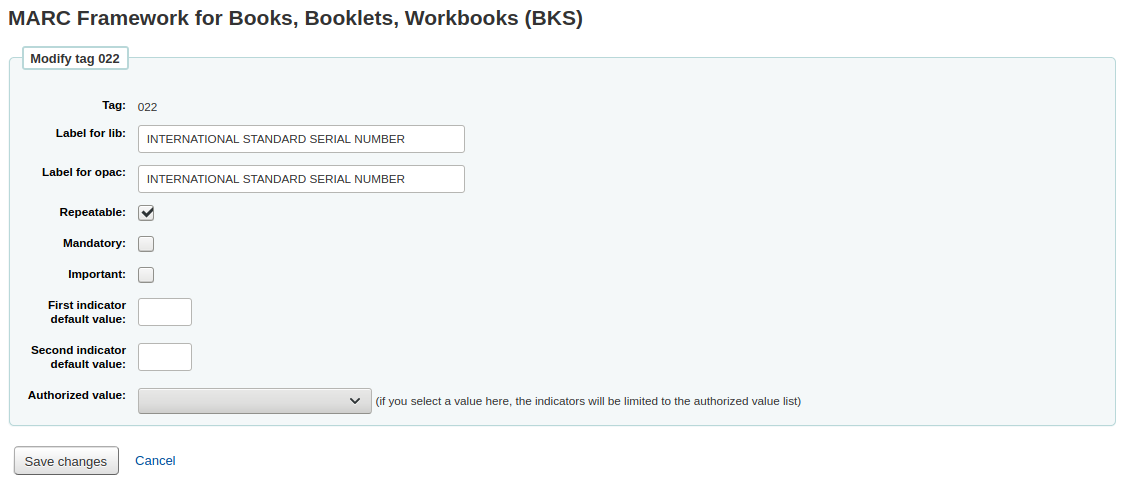 MARC Framework for Books, Booklets, Workbooks (BKS)
Modify tag 022
Tag: 022
Label for lib: INTERNATIONAL STANDARD SERIAL NUMBER
Label for opac: INTERNATIONAL STANDARD SERIAL NUMBER
Repeatable:
Mandatory:
Important:
First indicator
default value:
Second indicator
default value:
Authorized value: (if you select a value here, the indicators will be limited to the authorized value list)
Save changes Cancel